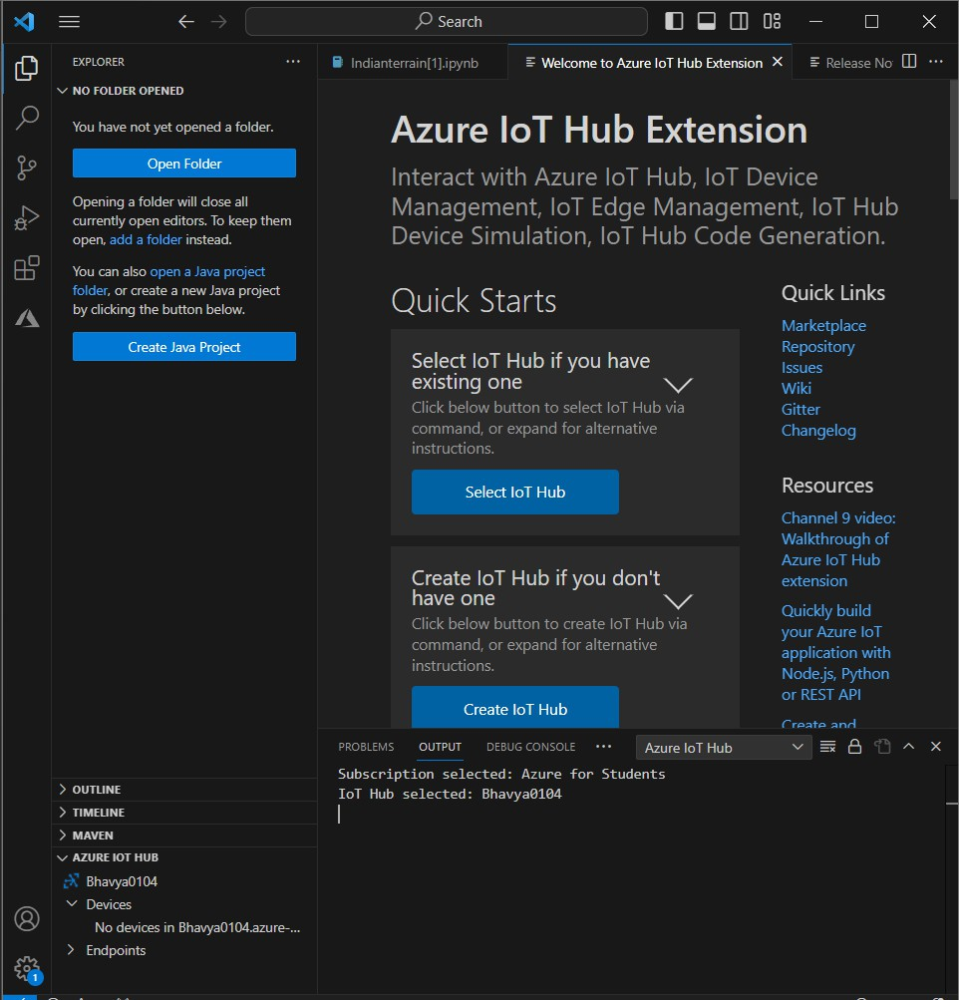 Search
EXPLORER
NO FOLDER OPENED
You have not yet opened a folder.
Open Folder
Opening a folder will close all
currently open editors. To keep them
open, add a folder instead.
You can also open a Java project
folder, or create a new Java project
by clicking the button below.
Create Java Project
OUTLINE
TIMELINE
MAVEN
AZURE IOT HUB
Bhavya0104
Devices
No devices in Bhavya0104.azure-...
Endpoints
1
Indianterrain[1].ipynb
Welcome to Azure IoT Hub Extension
Release No
Azure IoT Hub Extension
Interact with Azure IoT Hub, IoT Device
Management, IoT Edge Management, IoT Hub
Device Simulation, IoT Hub Code Generation.
Quick Starts
Select IoT Hub if you have
existing one
Click below button to select IoT Hub via
command, or expand for alternative
instructions.
Select IoT Hub
Create IoT Hub if you don't
have one
Click below button to create IoT Hub via
command, or expand for alternative
instructions.
Create IoT Hub
Quick Links
Marketplace
Repository
Issues
Wiki
Gitter
Changelog
Resources
Channel 9 video:
Walkthrough of
Azure IoT Hub
extension
Quickly build
your Azure IoT
application with
Node.js, Python
or REST API
Create and
PROBLEMS
OUTPUT
DEBUG CONSOLE
Azure IoT Hub
Subscription selected: Azure for Students
IoT Hub selected: Bhavya0104